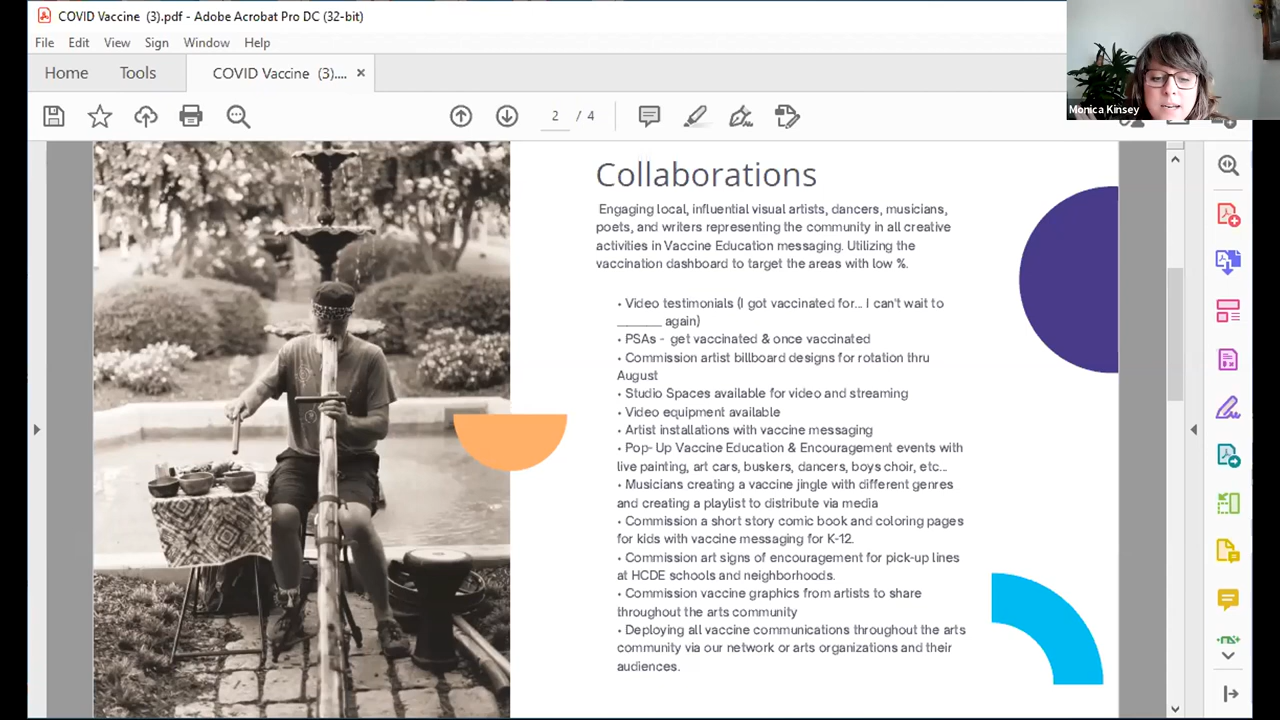 COVID Vaccine (3).pdf - Adobe Acrobat Pro DC (32-bit)
File Edit View Sign Window Help
Home Tools COVID Vaccine (3).... ×
2 / 4
Monica Kinsey
Collaborations
Engaging local, influential visual artists, dancers, musicians,
poets, and writers representing the community in all creative
activities in Vaccine Education messaging. Utilizing the
vaccination dashboard to target the areas with low %.
• Video testimonials (I got vaccinated for... I can't wait to
______ again)
• PSAs - get vaccinated & once vaccinated
• Commission artist billboard designs for rotation thru
August
• Studio Spaces available for video and streaming
• Video equipment available
• Artist installations with vaccine messaging
• Pop-Up Vaccine Education & Encouragement events with
live painting, art cars, buskers, dancers, boys choir, etc...
• Musicians creating a vaccine jingle with different genres
and creating a playlist to distribute via media
• Commission a short story comic book and coloring pages
for kids with vaccine messaging for K-12.
• Commission art signs of encouragement for pick-up lines
at HCDE schools and neighborhoods.
• Commission vaccine graphics from artists to share
throughout the arts community
• Deploying all vaccine communications throughout the arts
community via our network or arts organizations and their
audiences.